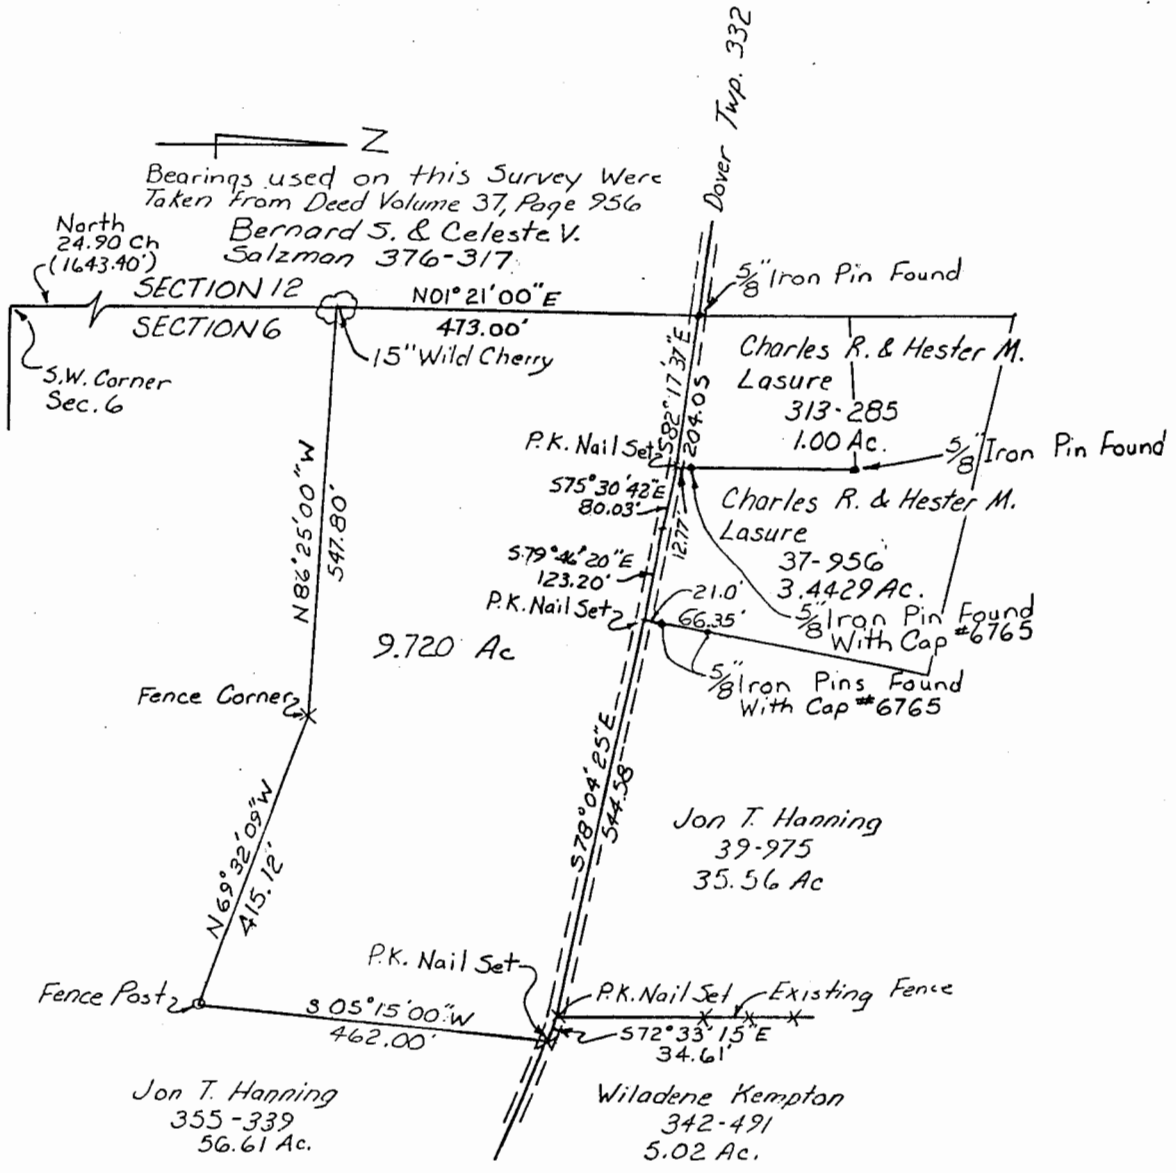 Dover Twp. 332
Z
Bearings used on this Survey Were
Taken from Deed Volume 37, Page 956
Bernard S. & Celeste V.
Salzman 376-317
North
24.90 Ch
(1643.40')
SECTION 12
SECTION 6
N01°21'00"E
473.00'
5/8" Iron Pin Found
15" Wild Cherry
S.W. Corner
Sec. 6
Charles R. & Hester M.
Lasure
313-285
1.00 Ac.
S82°17'37"E
204.05
P.K. Nail Set
5/8" Iron Pin Found
S75°30'42"E
80.03'
12.77'
Charles R. & Hester M.
Lasure
37-956
3.4429 Ac.
N86°25'00"W
547.80'
S79°46'20"E
123.20'
P.K. Nail Set
21.0'
66.35'
5/8" Iron Pin Found
With Cap #6765
9.720 Ac
5/8" Iron Pins Found
With Cap #6765
Fence Corner
S78°04'25"E
544.58
N69°32'09"W
415.12'
Jon T. Hanning
39-975
35.56 Ac
P.K. Nail Set
Fence Post
S05°15'00"W
462.00'
P.K. Nail Set
Existing Fence
S72°33'15"E
34.61'
Jon T. Hanning
355-339
56.61 Ac.
Wiladene Kempton
342-491
5.02 Ac.